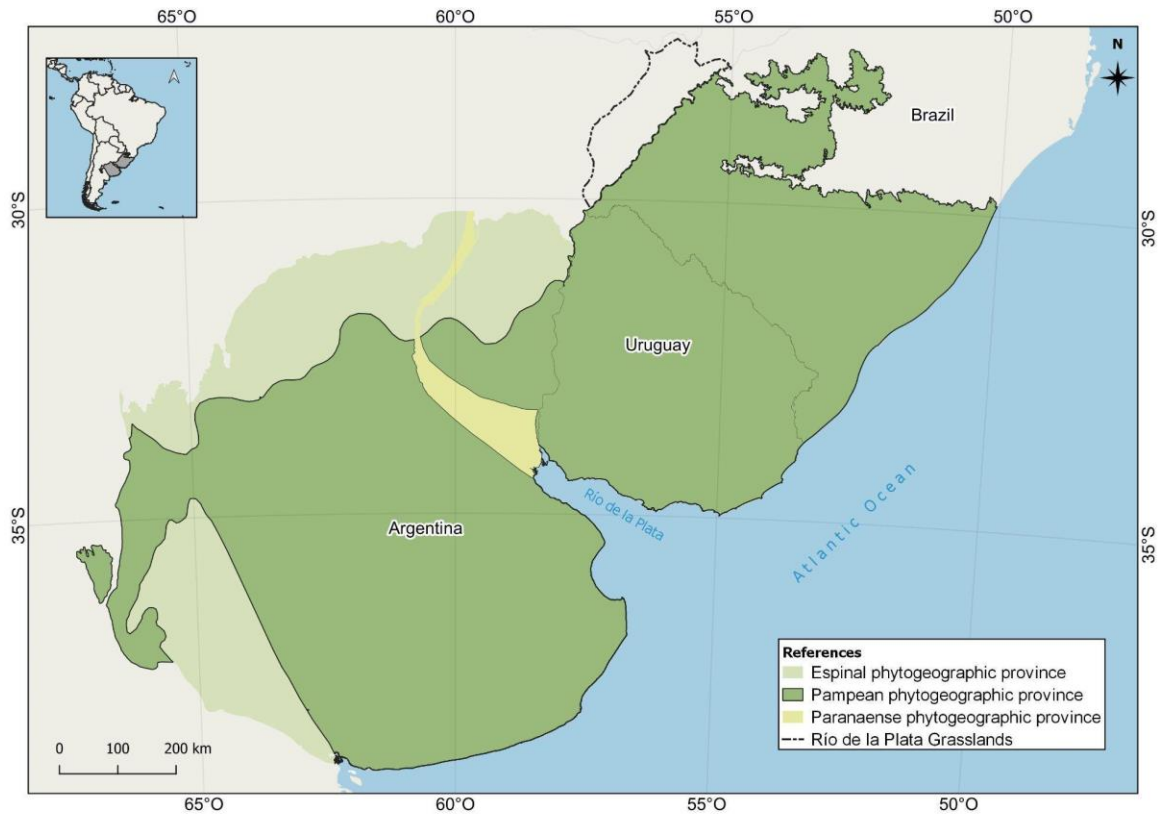 65°O 60°O 55°O 50°O
N
Brazil
30°S 30°S
Uruguay
Río de la Plata
Argentina
Atlantic Ocean
35°S 35°S
References
Espinal phytogeographic province
Pampean phytogeographic province
Paranaense phytogeographic province
Río de la Plata Grasslands
0 100 200 km
65°O 60°O 55°O 50°O